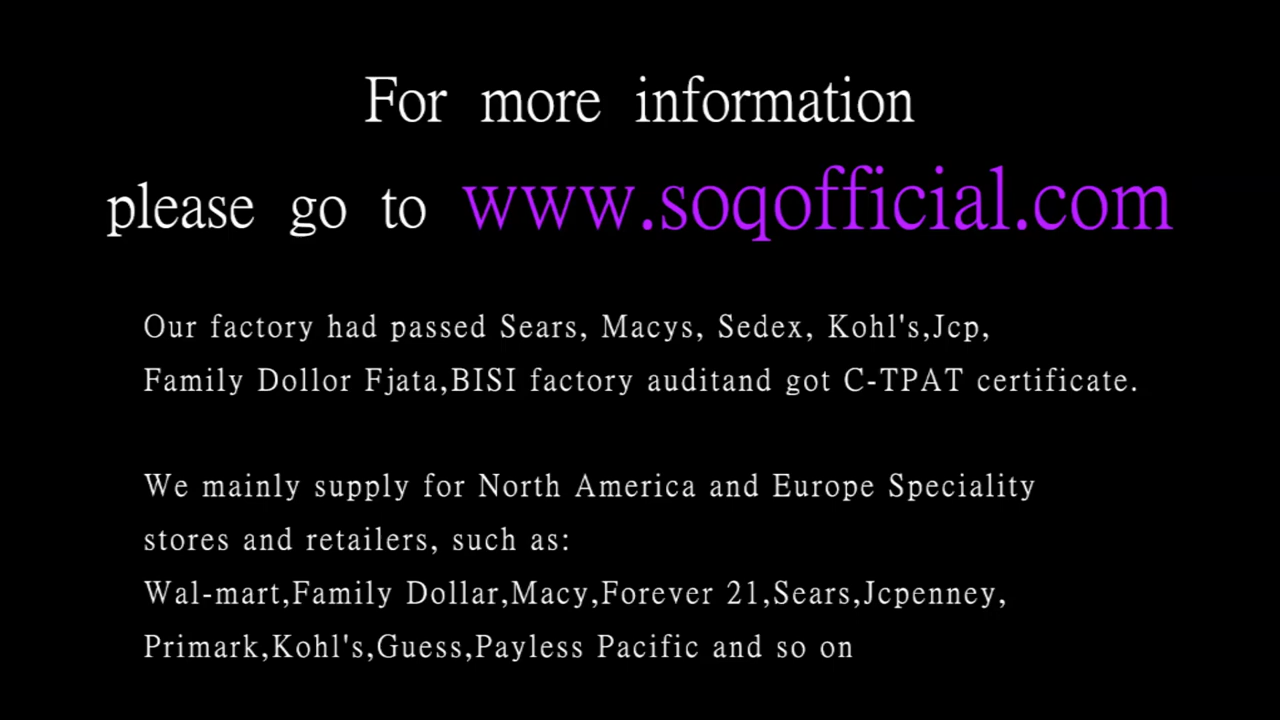 For more information
please go to www.soqofficial.com
Our factory had passed Sears, Macys, Sedex, Kohl's,Jcp,
Family Dollor Fjata,BISI factory auditand got C-TPAT certificate.
We mainly supply for North America and Europe Speciality
stores and retailers, such as:
Wal-mart,Family Dollar,Macy,Forever 21,Sears,Jcpenney,
Primark,Kohl's,Guess,Payless Pacific and so on